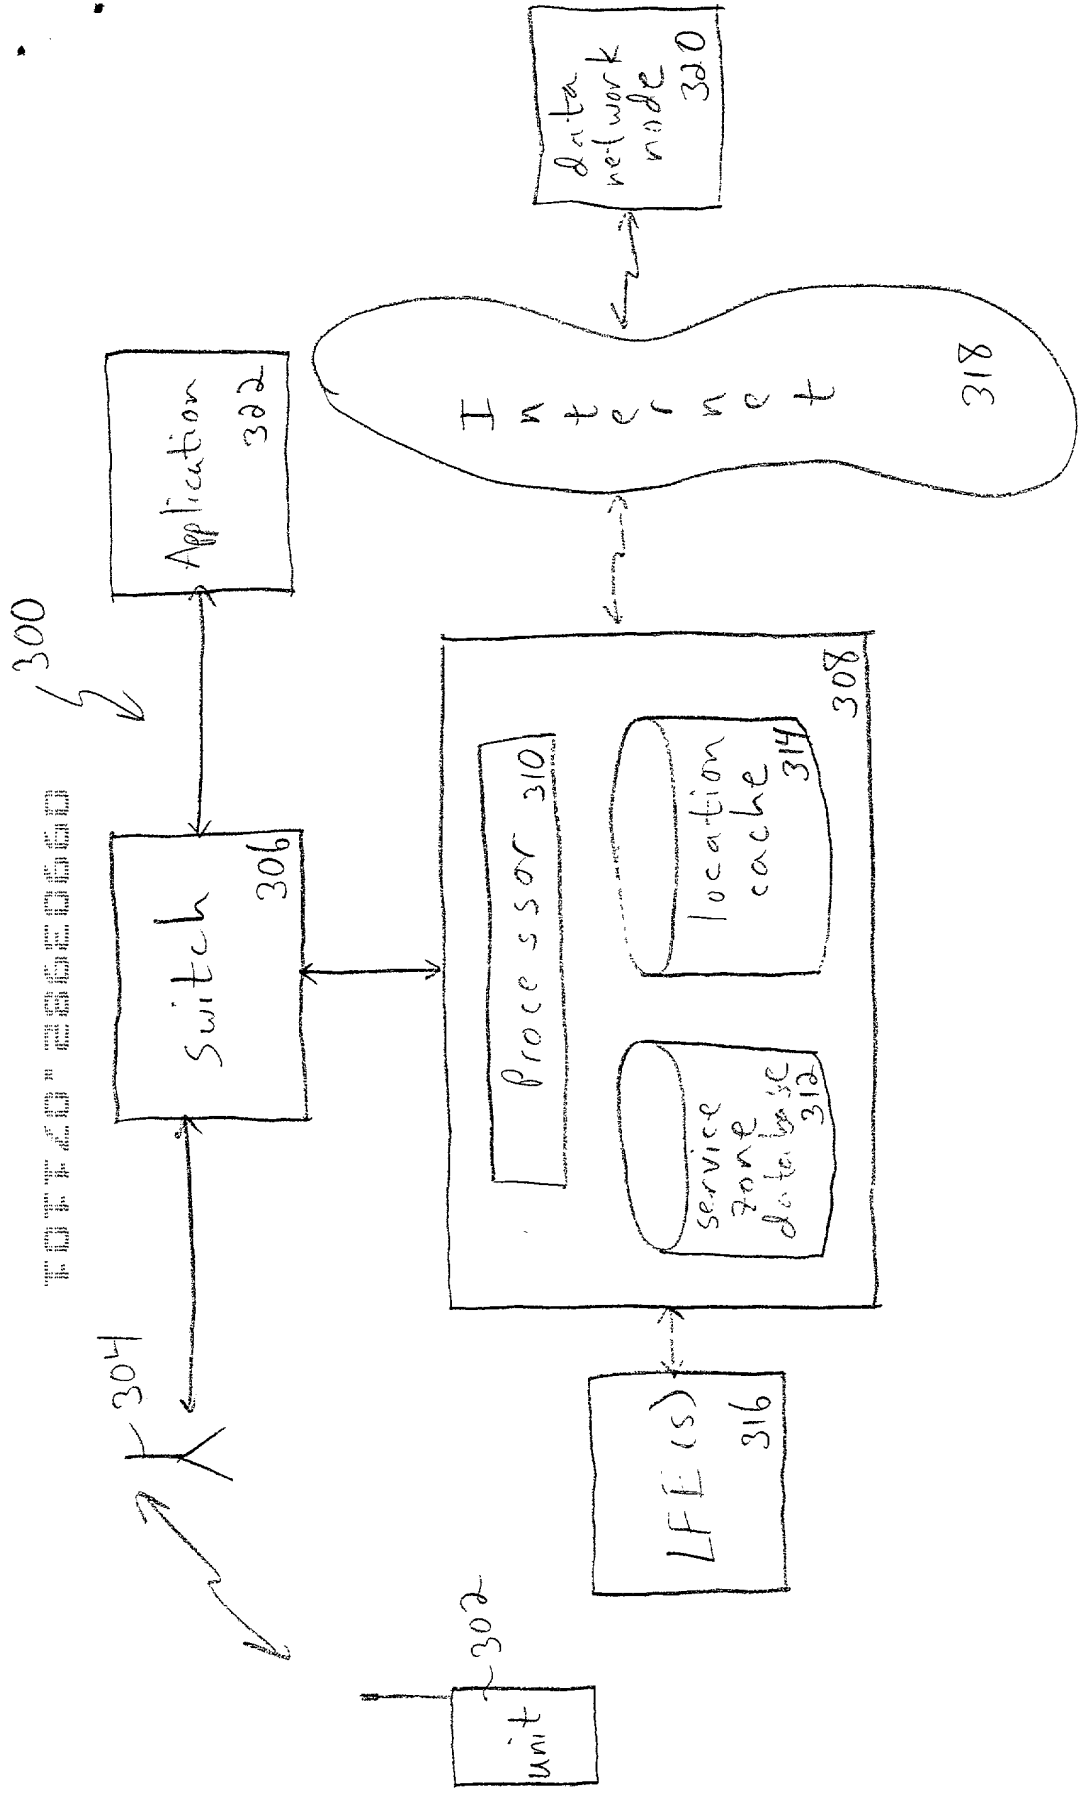 300
304
Switch
306
Application
322
unit
302
LFE(s)
316
Processor 310
service
zone
database
312
location
cache
314
308
Internet
318
data
network
node
320